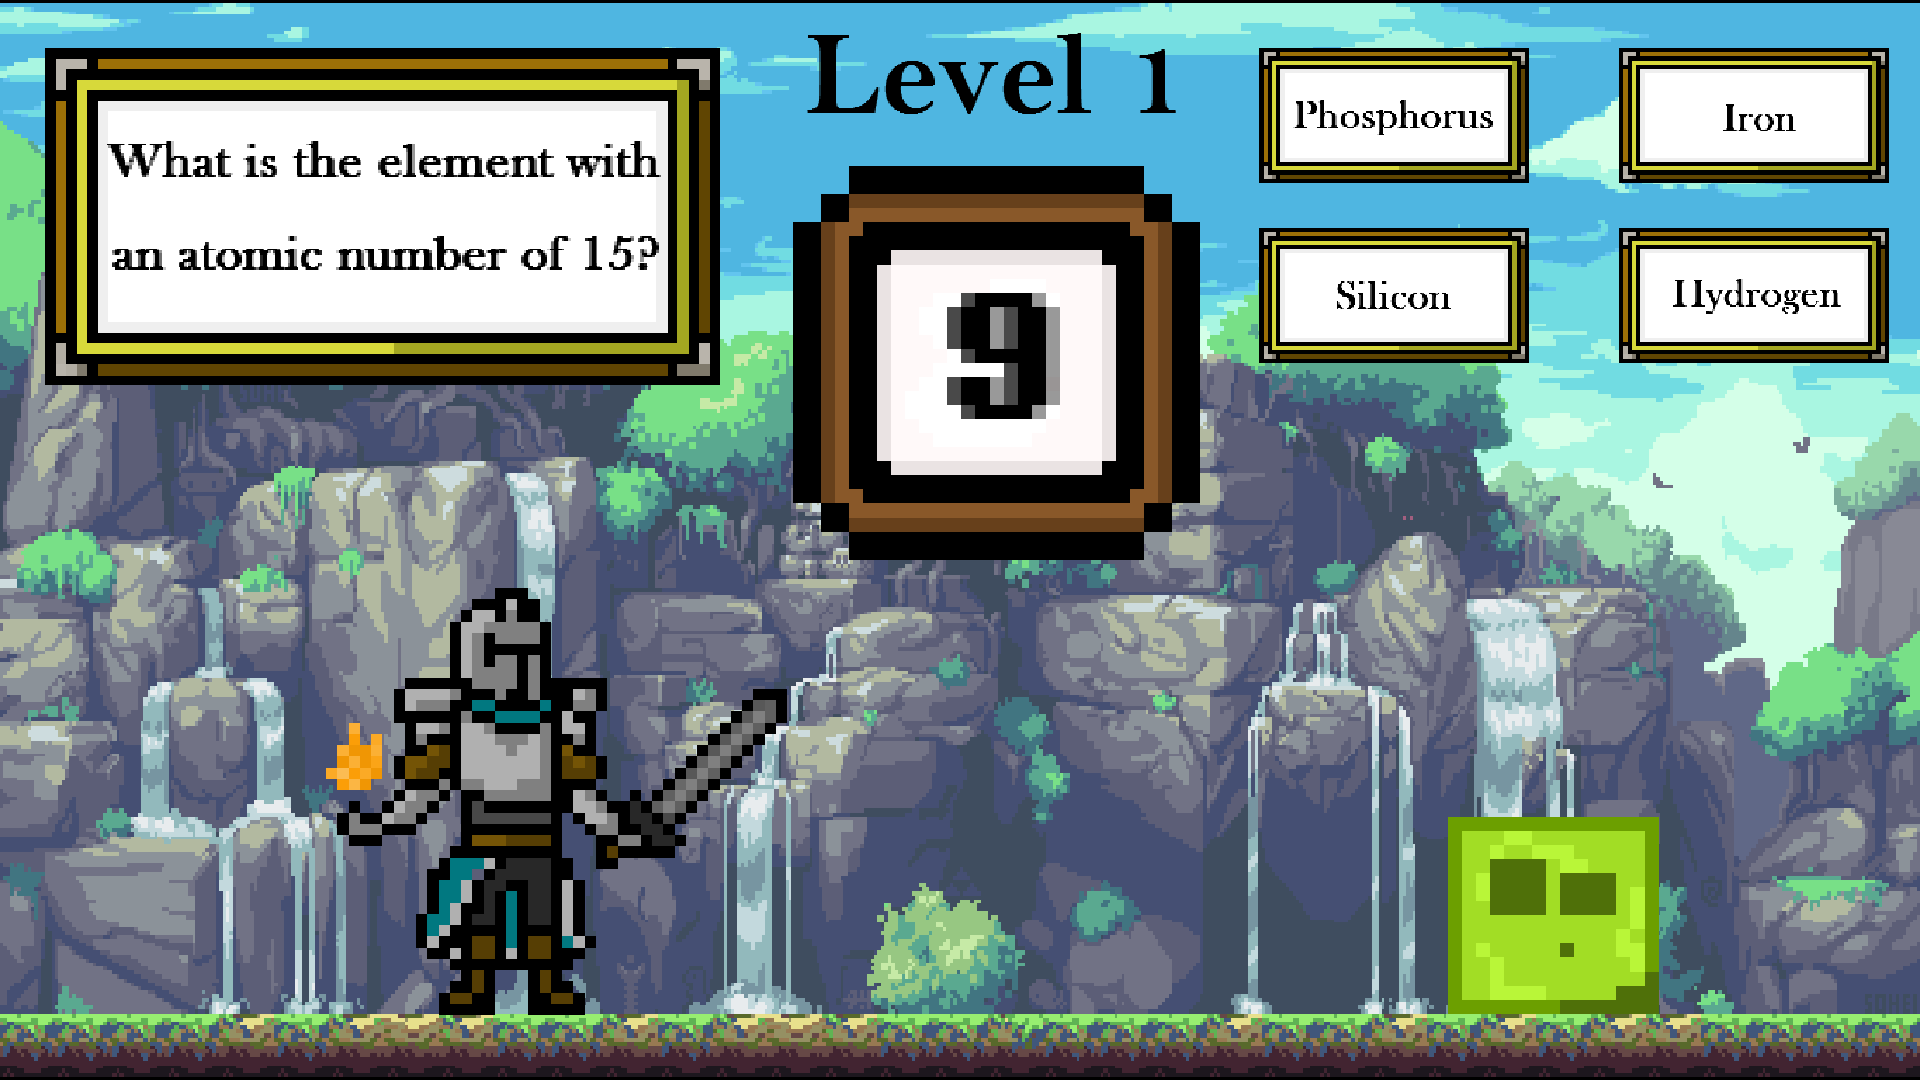 Level 1
What is the element with
an atomic number of 15?
9
Phosphorus
Iron
Silicon
Hydrogen